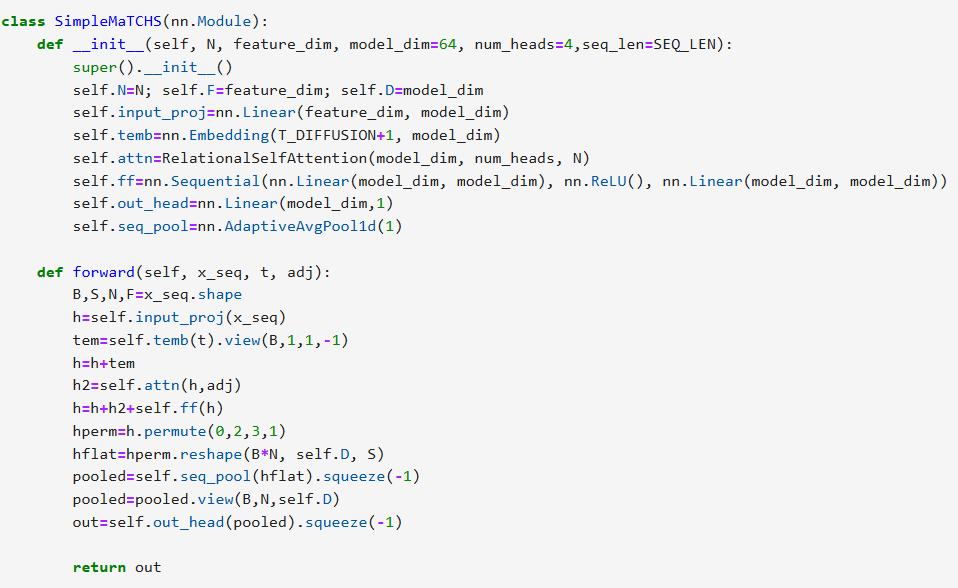 class SimpleMaTCHS(nn.Module):
    def __init__(self, N, feature_dim, model_dim=64, num_heads=4,seq_len=SEQ_LEN):
        super().__init__()
        self.N=N; self.F=feature_dim; self.D=model_dim
        self.input_proj=nn.Linear(feature_dim, model_dim)
        self.temb=nn.Embedding(T_DIFFUSION+1, model_dim)
        self.attn=RelationalSelfAttention(model_dim, num_heads, N)
        self.ff=nn.Sequential(nn.Linear(model_dim, model_dim), nn.ReLU(), nn.Linear(model_dim, model_dim))
        self.out_head=nn.Linear(model_dim,1)
        self.seq_pool=nn.AdaptiveAvgPool1d(1)

    def forward(self, x_seq, t, adj):
        B,S,N,F=x_seq.shape
        h=self.input_proj(x_seq)
        tem=self.temb(t).view(B,1,1,-1)
        h=h+tem
        h2=self.attn(h,adj)
        h=h+h2+self.ff(h)
        hperm=h.permute(0,2,3,1)
        hflat=hperm.reshape(B*N, self.D, S)
        pooled=self.seq_pool(hflat).squeeze(-1)
        pooled=pooled.view(B,N,self.D)
        out=self.out_head(pooled).squeeze(-1)

        return out